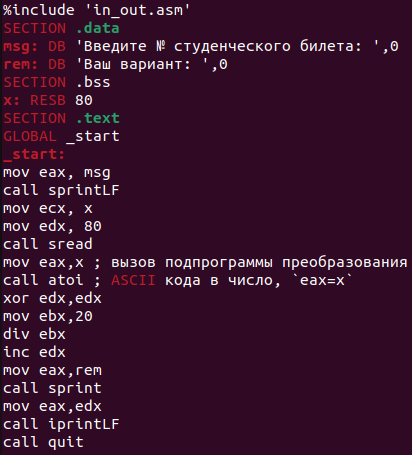 %include 'in_out.asm'
SECTION .data
msg: DB 'Введите № студенческого билета: ',0
rem: DB 'Ваш вариант: ',0
SECTION .bss
x: RESB 80
SECTION .text
GLOBAL _start
_start:
mov eax, msg
call sprintLF
mov ecx, x
mov edx, 80
call sread
mov eax,x ; вызов подпрограммы преобразования
call atoi ; ASCII кода в число, `eax=x`
xor edx,edx
mov ebx,20
div ebx
inc edx
mov eax,rem
call sprint
mov eax,edx
call iprintLF
call quit